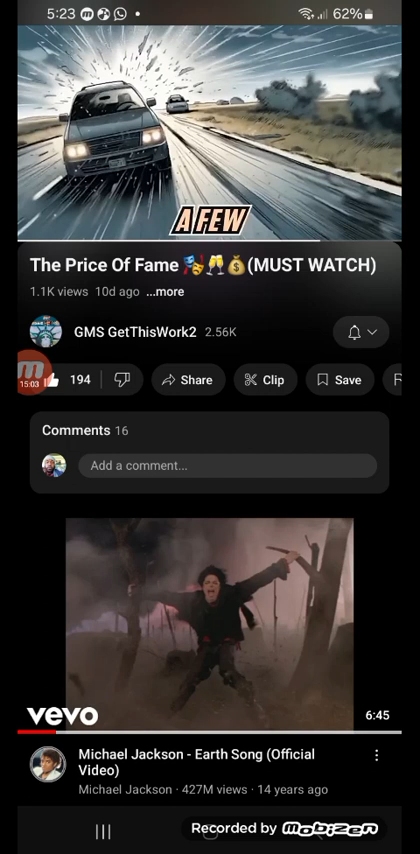 5:23
62%
A FEW
The Price Of Fame 🎭🥂💰(MUST WATCH)
1.1K views 10d ago ...more
GMS GetThisWork2 2.56K
15:03
194 Share Clip Save
Comments 16
Add a comment...
vevo 6:45
Michael Jackson - Earth Song (Official
Video)
Michael Jackson · 427M views · 14 years ago
Recorded by mobizen